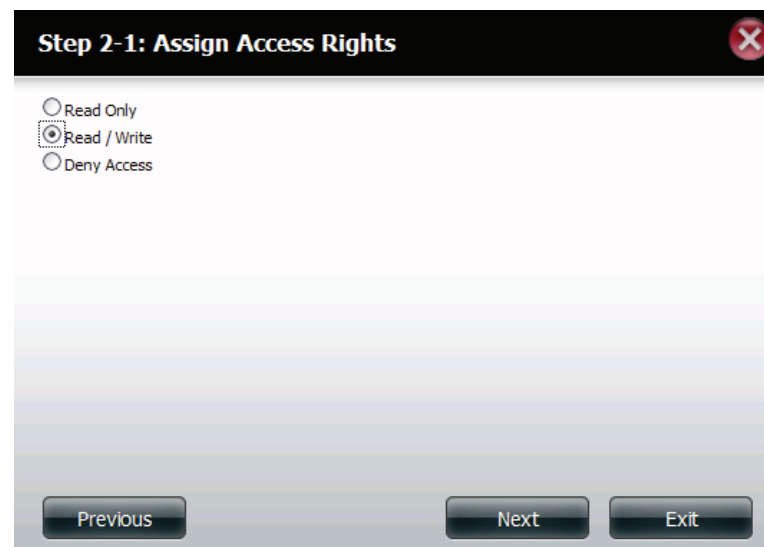 Step 2-1: Assign Access Rights
Read Only
Read / Write
Deny Access
Previous Next Exit